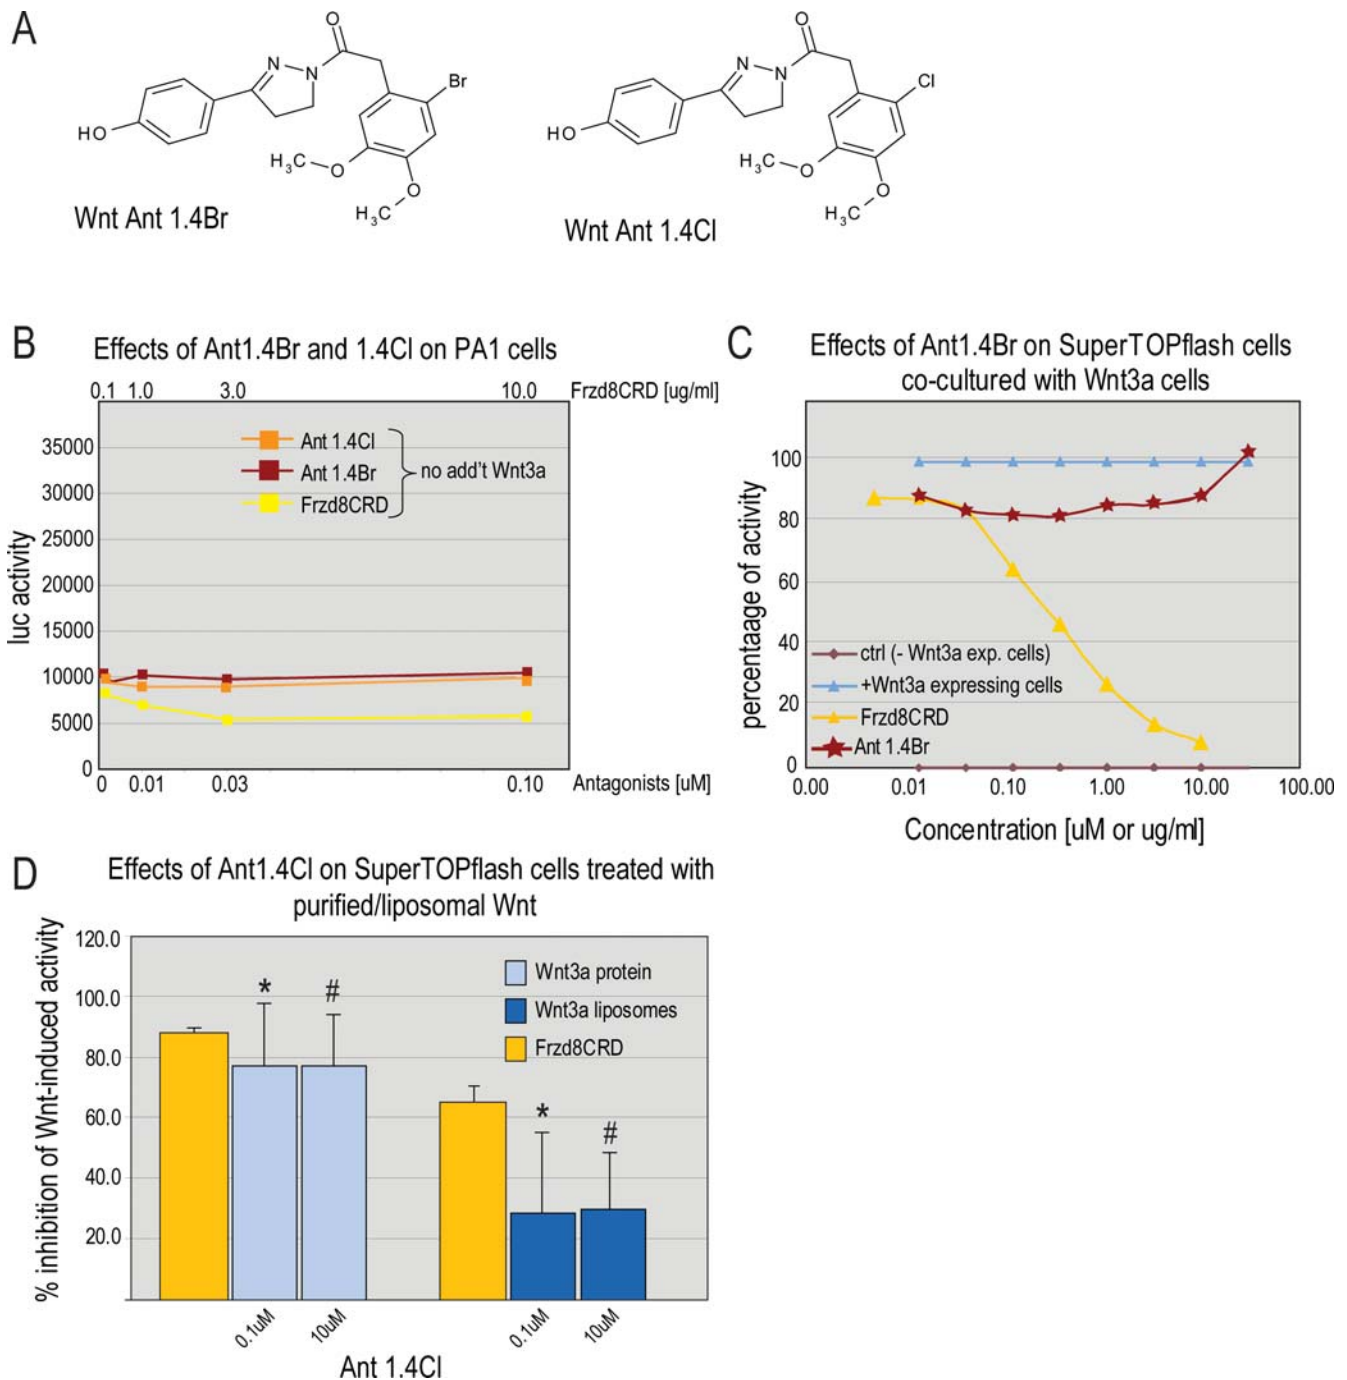 A
O
N
N
Br
HO
H3C
O
O
H3C
Wnt Ant 1.4Br
O
N
N
Cl
HO
H3C
O
O
H3C
Wnt Ant 1.4Cl
B
Effects of Ant1.4Br and 1.4Cl on PA1 cells
0.1 1.0 3.0 10.0 Frzd8CRD [ug/ml]
35000
30000
25000
20000
15000
10000
5000
0
luc activity
Ant 1.4Cl
Ant 1.4Br
Frzd8CRD
no add't Wnt3a
0 0.01 0.03 0.10 Antagonists [uM]
C
Effects of Ant1.4Br on SuperTOPflash cells
co-cultured with Wnt3a cells
percentaage of activity
100
80
60
40
20
0
ctrl (- Wnt3a exp. cells)
+Wnt3a expressing cells
Frzd8CRD
Ant 1.4Br
0.00 0.01 0.10 1.00 10.00 100.00
Concentration [uM or ug/ml]
D
Effects of Ant1.4Cl on SuperTOPflash cells treated with
purified/liposomal Wnt
% inhibition of Wnt-induced activity
120.0
100.0
80.0
60.0
40.0
20.0
* #
* #
Wnt3a protein
Wnt3a liposomes
Frzd8CRD
0.1uM 10uM 0.1uM 10uM
Ant 1.4Cl